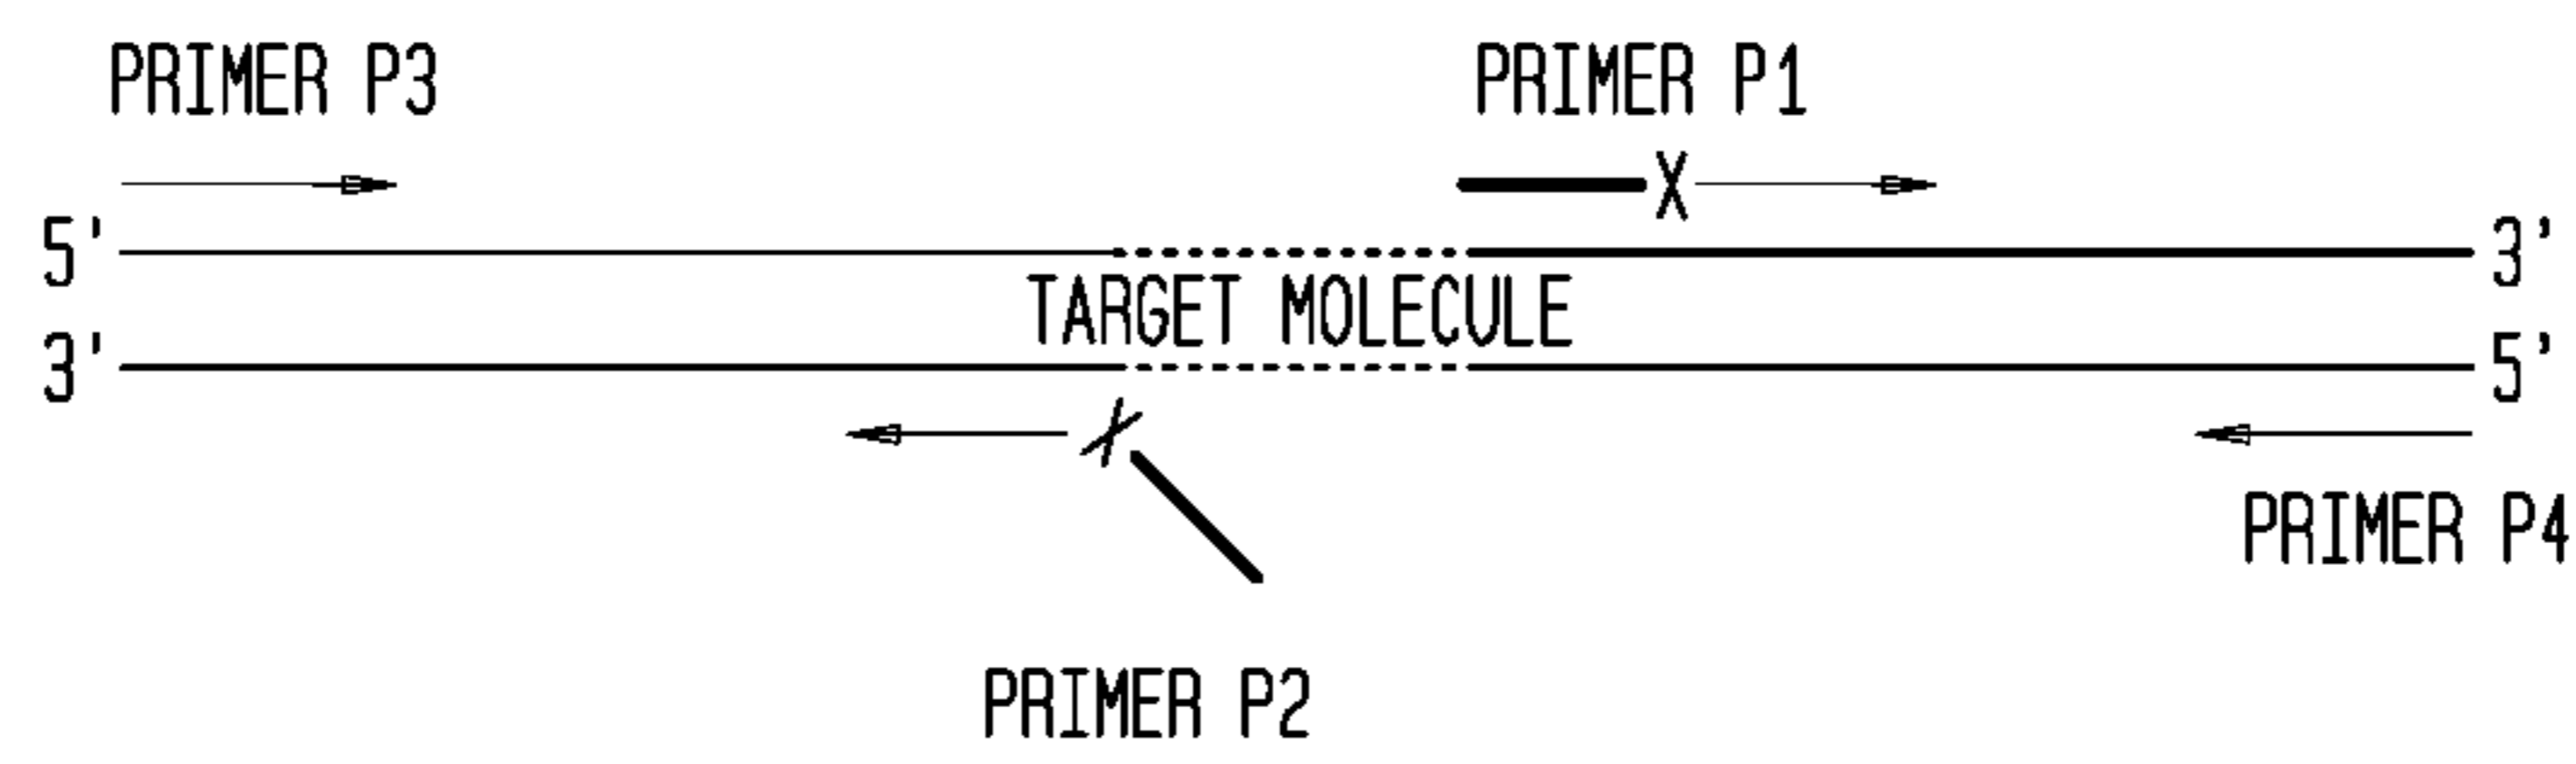 PRIMER P3
PRIMER P1
X
5' 3'
TARGET MOLECULE
3' 5'
X
PRIMER P4
PRIMER P2